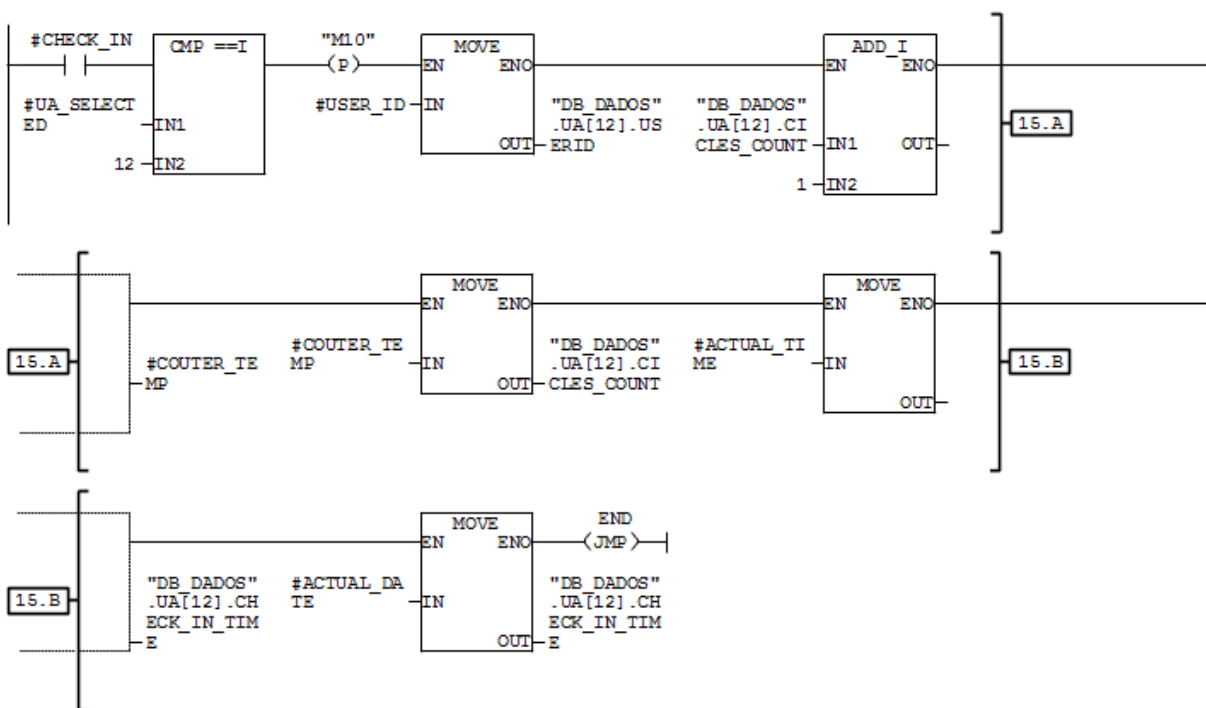 #CHECK_IN
CMP ==I
"M10"
(P)
MOVE
ADD_I
EN
ENO
EN
ENO
#UA_SELECT
ED
IN1
12
IN2
#USER_ID
IN
"DB_DADOS"
.UA[12].US
ERID
OUT
"DB_DADOS"
.UA[12].CI
CLES_COUNT
IN1
OUT
1
IN2
15.A
MOVE
MOVE
EN
ENO
EN
ENO
15.A
#COUTER_TE
MP
#COUTER_TE
MP
IN
"DB_DADOS"
.UA[12].CI
CLES_COUNT
OUT
#ACTUAL_TI
ME
IN
OUT
15.B
MOVE
END
EN
ENO
(JMP)
15.B
"DB_DADOS"
.UA[12].CH
ECK_IN_TIM
E
#ACTUAL_DA
TE
IN
OUT
"DB_DADOS"
.UA[12].CH
ECK_IN_TIM
E